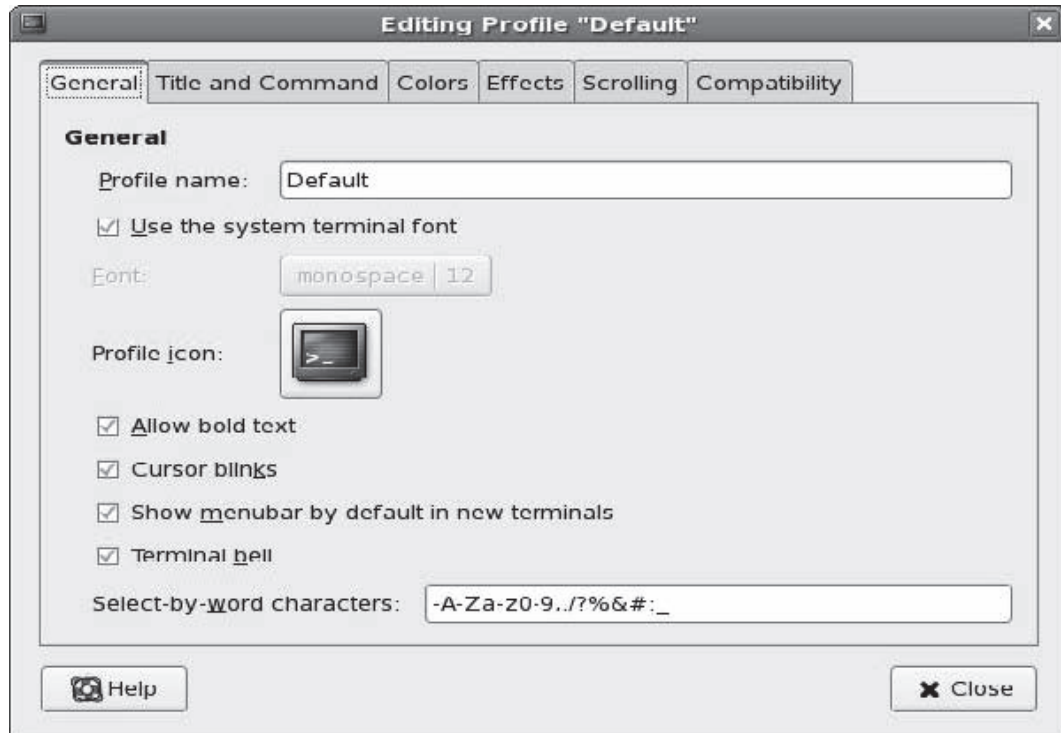 Editing Profile "Default"
General Title and Command Colors Effects Scrolling Compatibility
General
Profile name: Default
Use the system terminal font
Font: monospace 12
Profile icon: >_
Allow bold text
Cursor blinks
Show menubar by default in new terminals
Terminal bell
Select-by-word characters: -A-Za-z0-9,./?%&#:_
Help Close